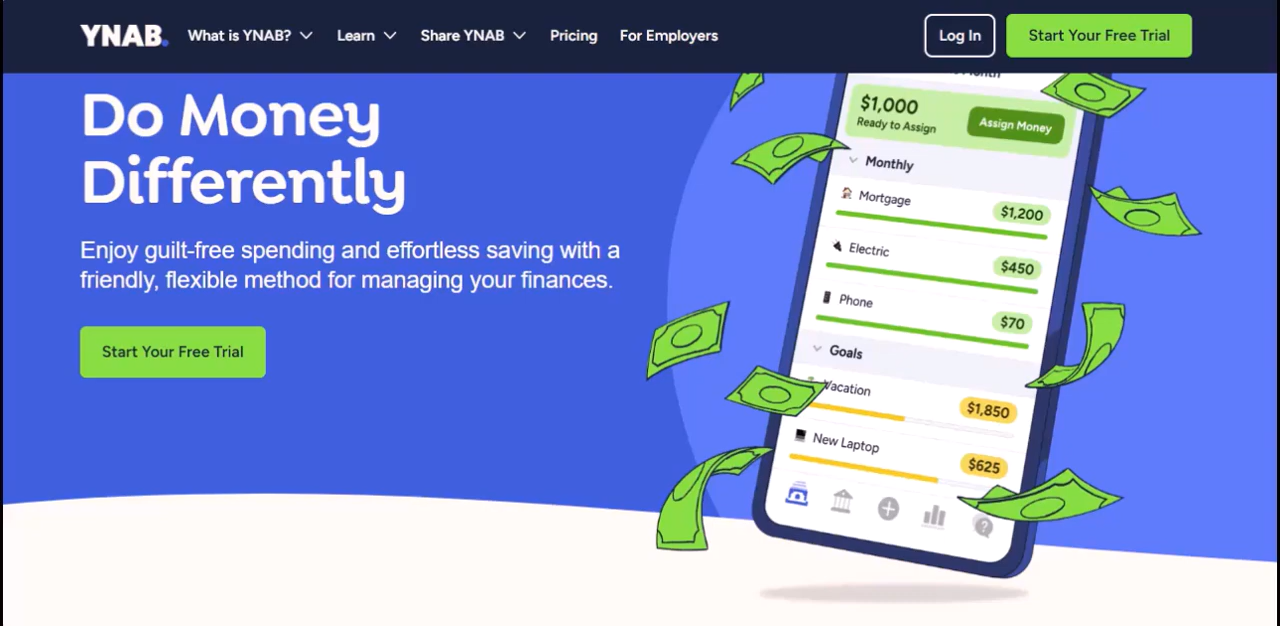 YNAB.
What is YNAB?
Learn
Share YNAB
Pricing
For Employers
Log In
Start Your Free Trial
Do Money
Differently
Enjoy guilt-free spending and effortless saving with a
friendly, flexible method for managing your finances.
Start Your Free Trial
Month
$1,000
Ready to Assign
Assign Money
Monthly
Mortgage
$1,200
Electric
$450
Phone
$70
Goals
Vacation
$1,850
New Laptop
$625